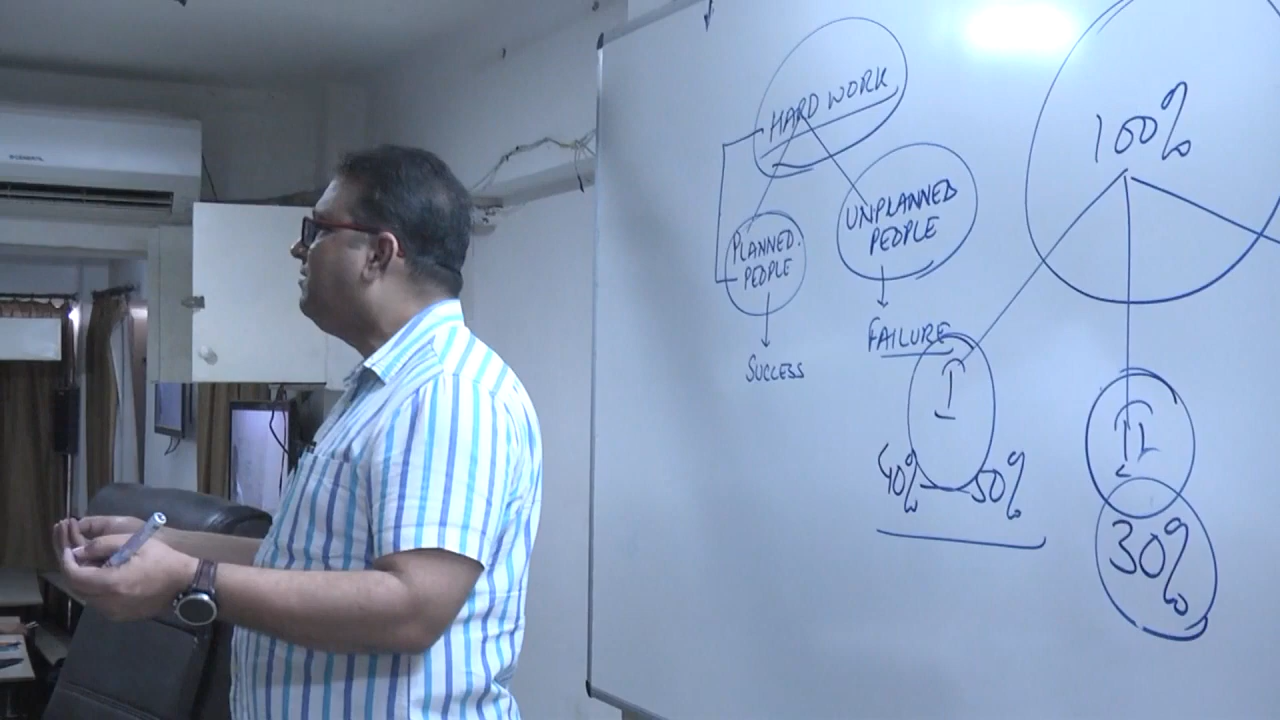 HARD WORK
PLANNED.
PEOPLE
SUCCESS
UNPLANNED
PEOPLE
FAILURE
100%
I
40%
50%
II
30%